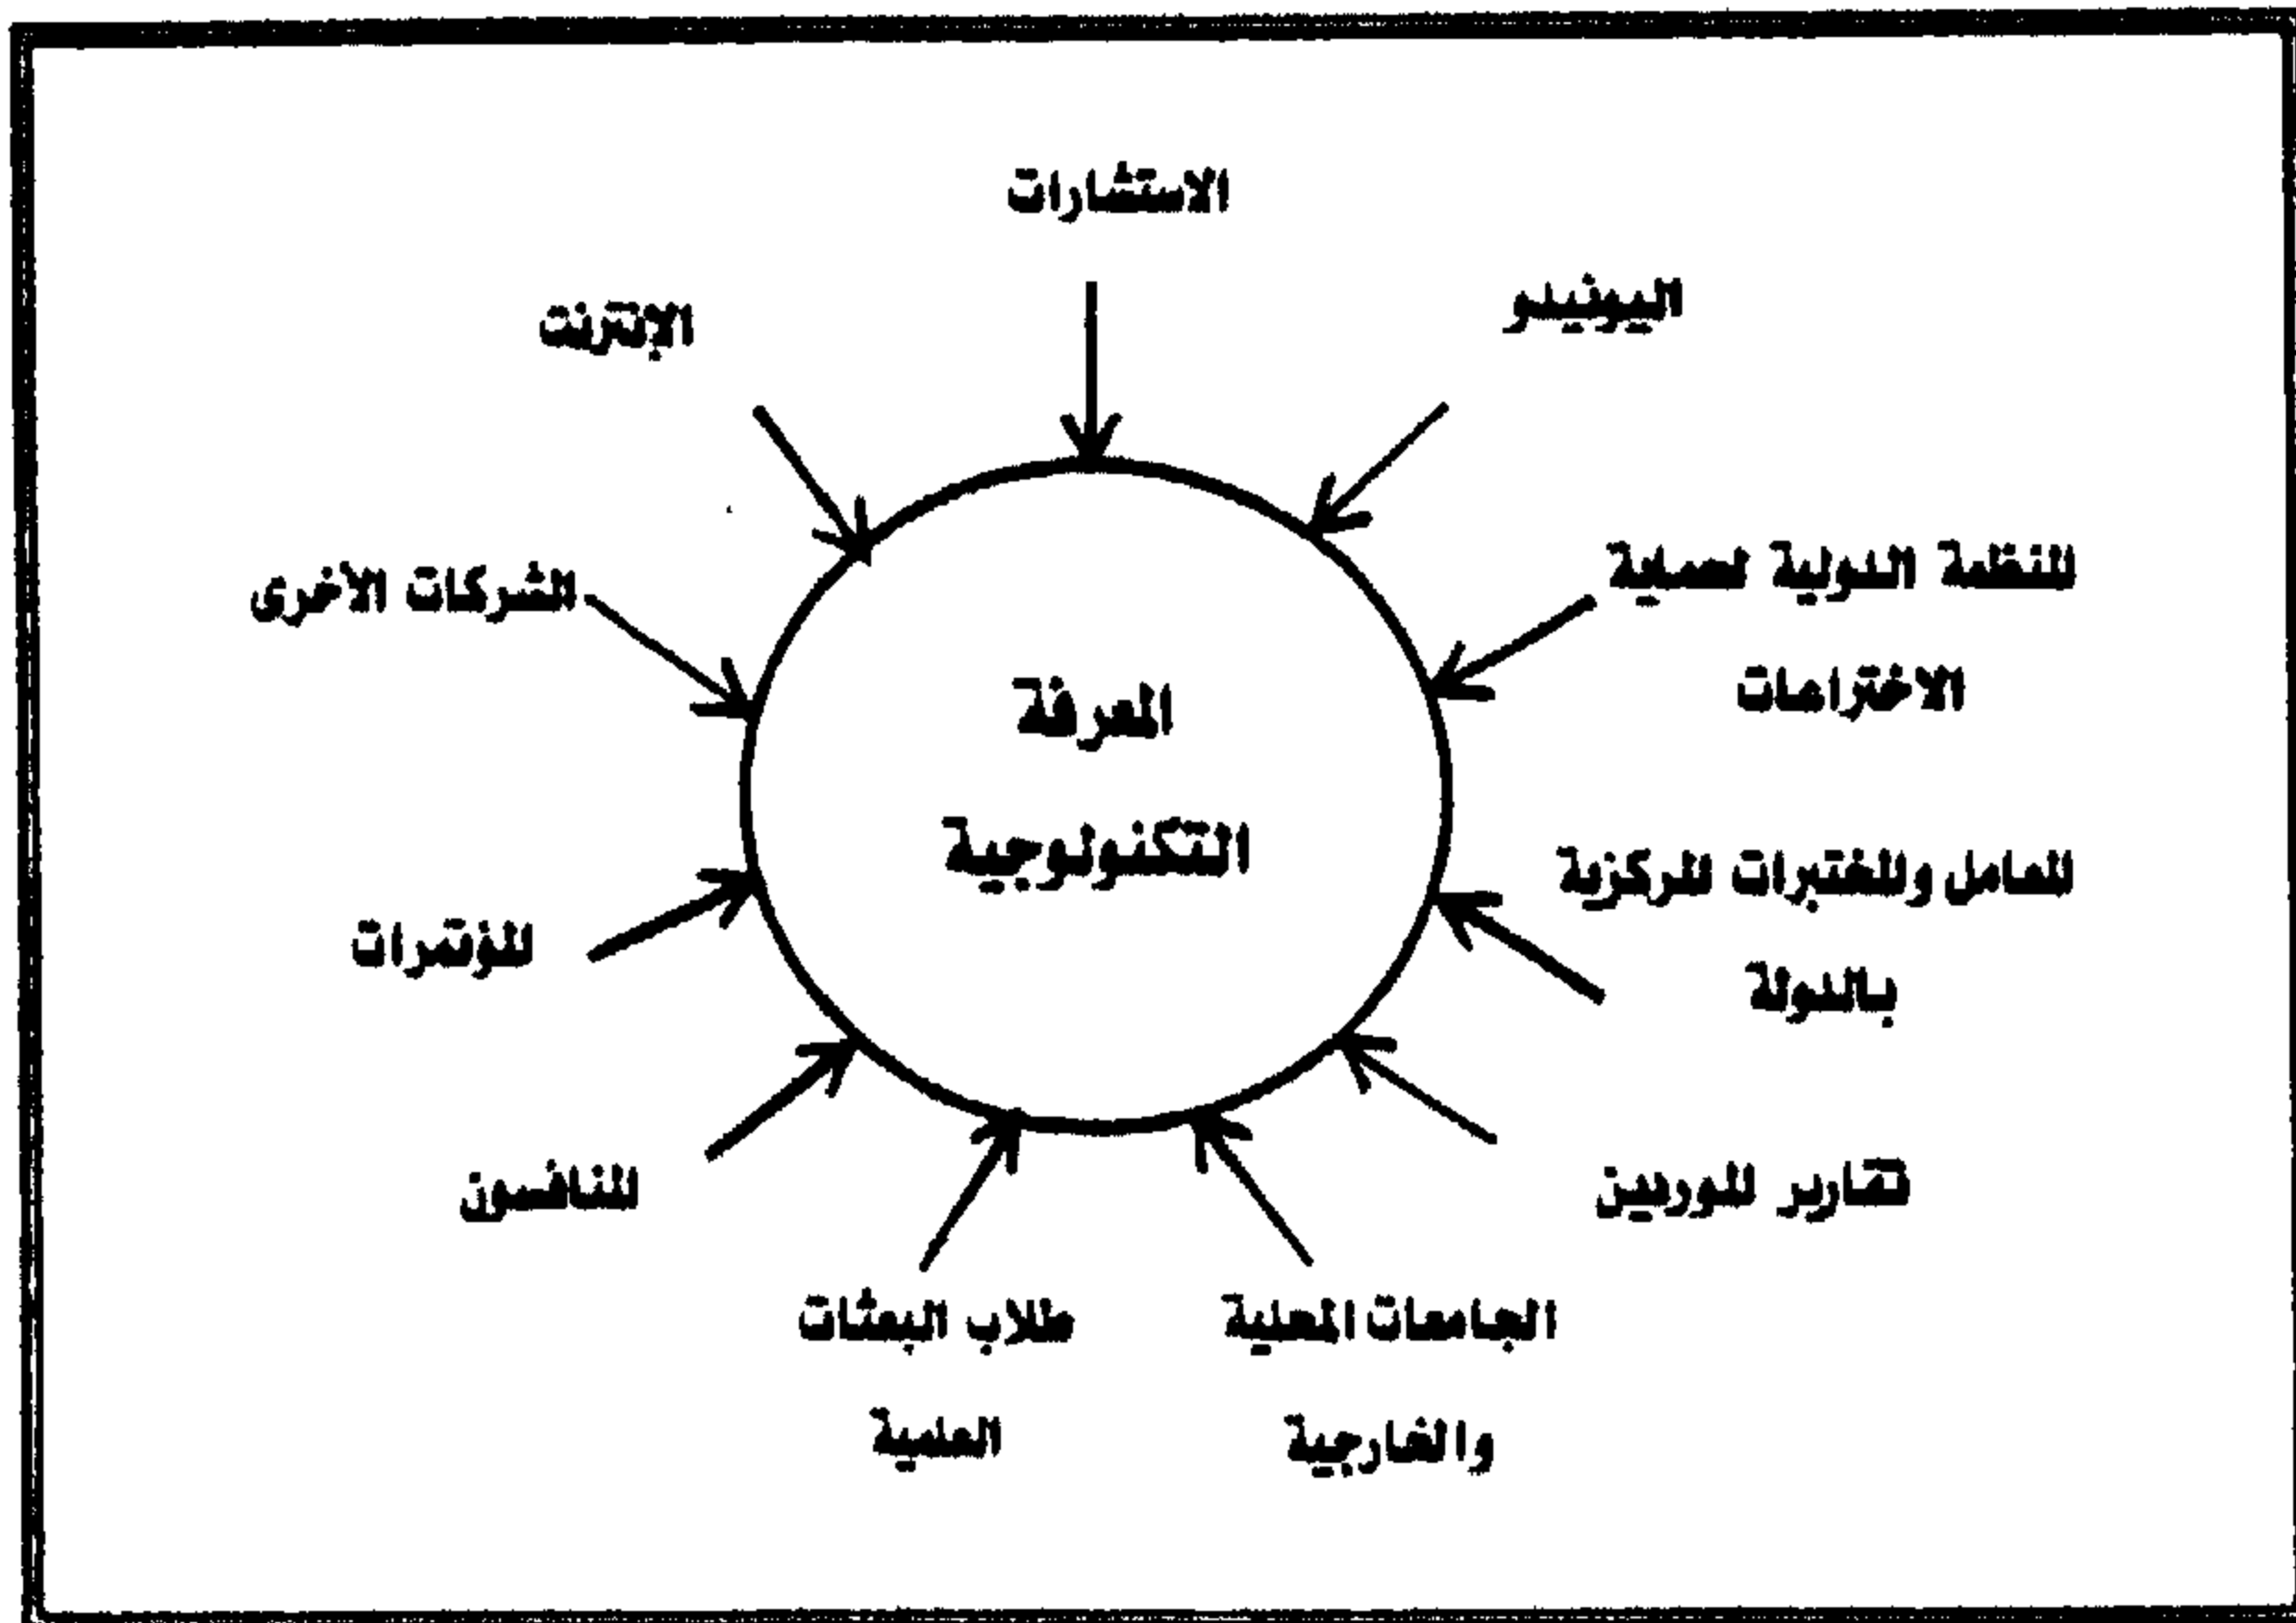 الاستشارات
اليونيدو
الإنترنت
المنظمة الدولية لحماية
الاختراعات
الشركات الأخرى
المعرفة
التكنولوجية
المعامل والمختبرات المركزية
بالدولة
المؤتمرات
تقارير الموردين
المنافسون
الجامعات المحلية
والخارجية
طلاب البعثات
العلمية